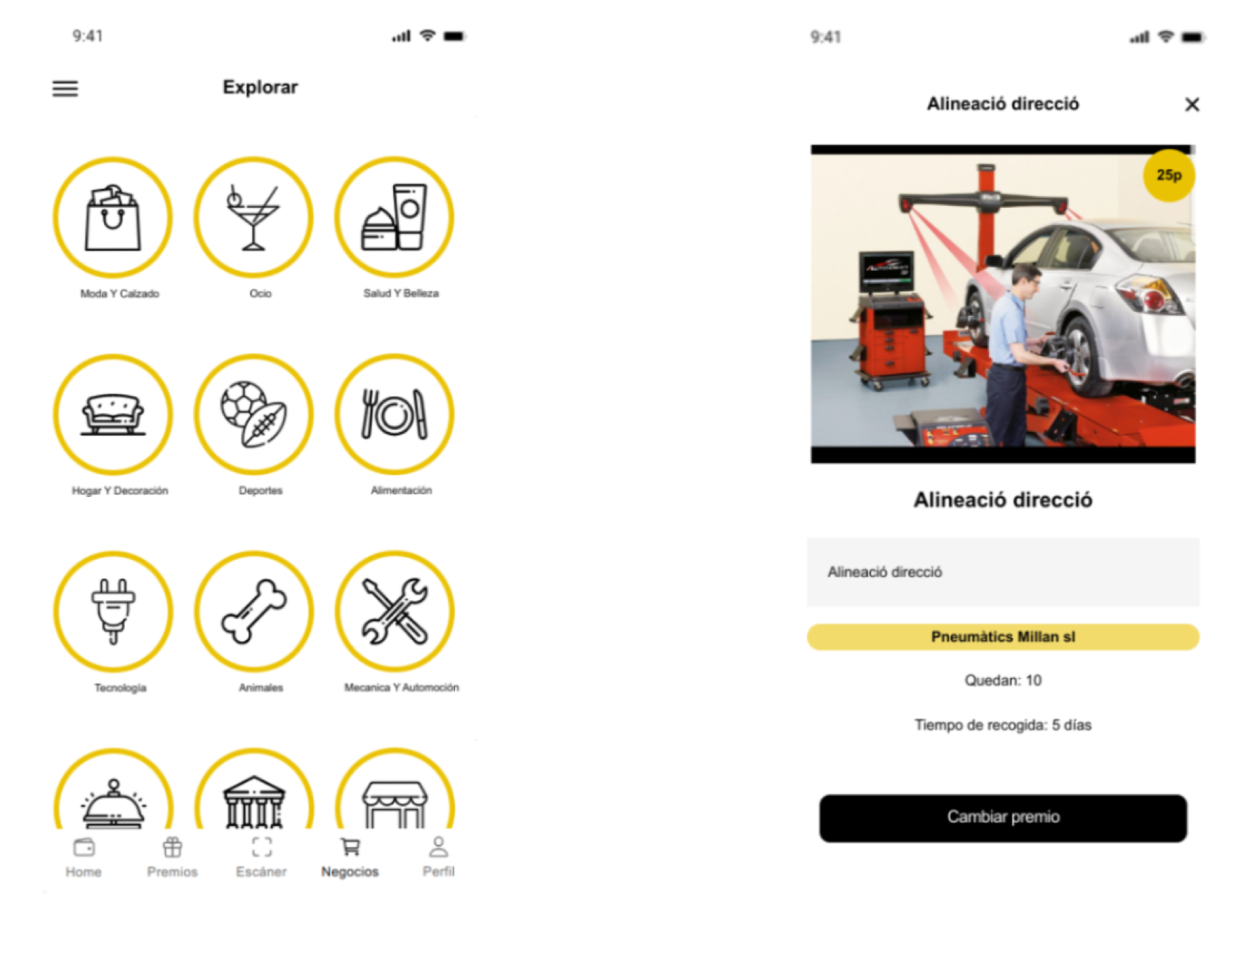 9:41
Explorar
Moda Y Calzado
Ocio
Salud Y Belleza
Hogar Y Decoración
Deportes
Alimentación
Tecnología
Animales
Mecanica Y Automoción
Home
Premios
Escáner
Negocios
Perfil
9:41
Alineació direcció
25p
Alineació direcció
Alineació direcció
Pneumàtics Millan sl
Quedan: 10
Tiempo de recogida: 5 días
Cambiar premio